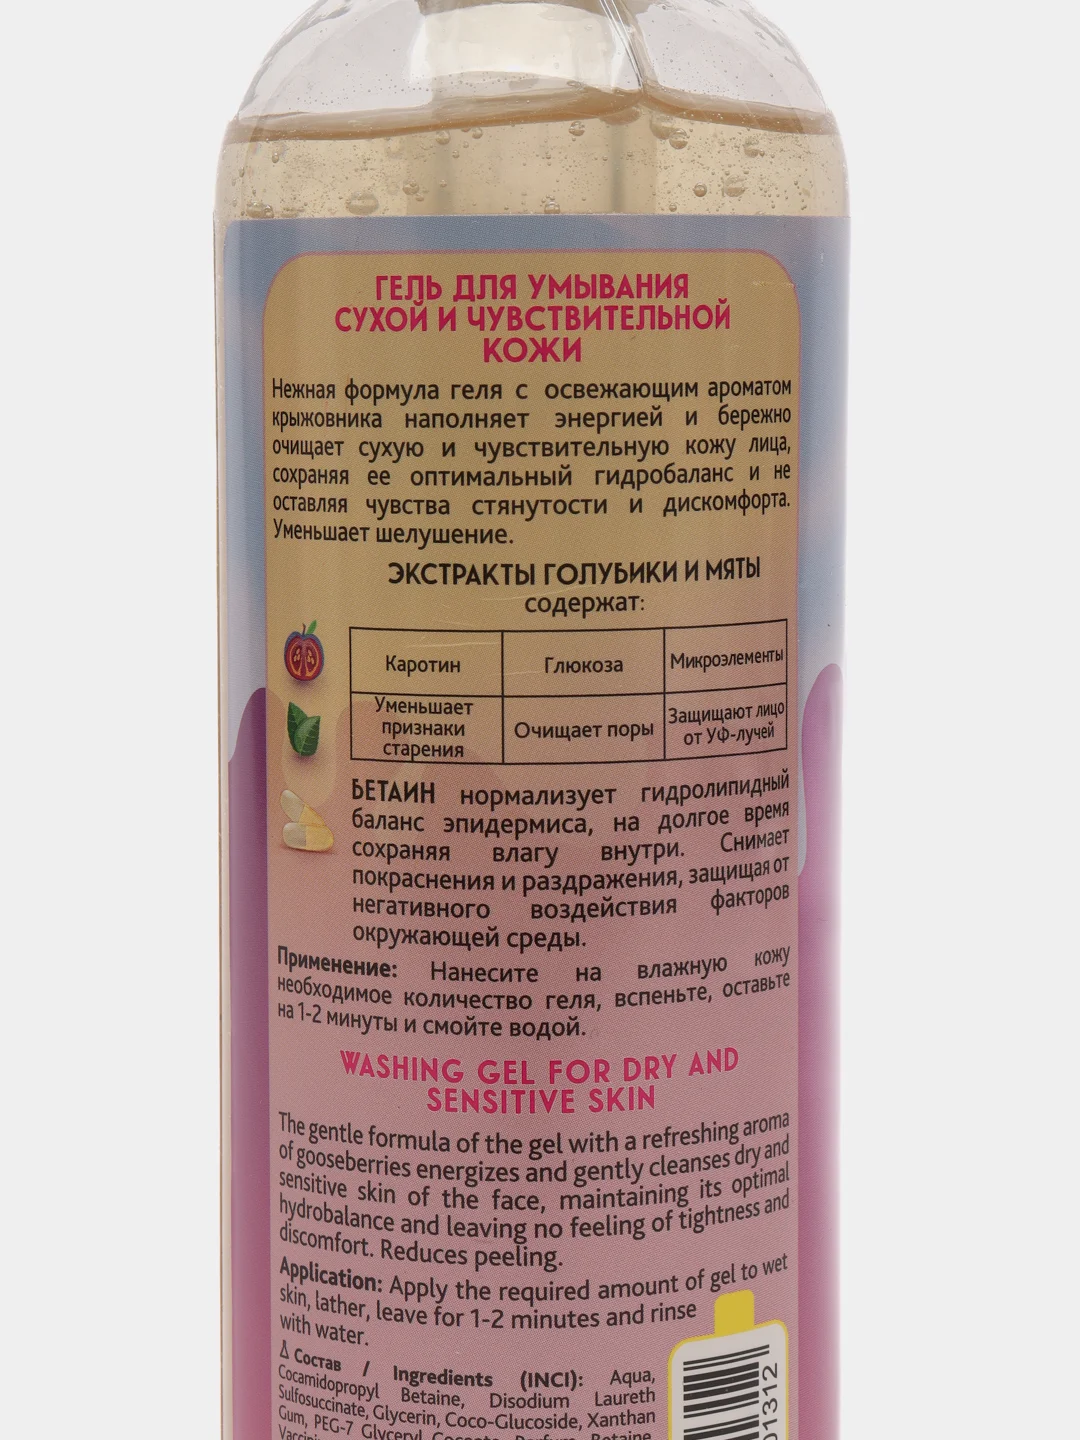 ГЕЛЬ ДЛЯ УМЫВАНИЯ
СУХОЙ И ЧУВСТВИТЕЛЬНОЙ
КОЖИ
Нежная формула геля с освежающим ароматом
крыжовника наполняет энергией и бережно
очищает сухую и чувствительную кожу лица,
сохраняя ее оптимальный гидробаланс и не
оставляя чувства стянутости и дискомфорта.
Уменьшает шелушение.
ЭКСТРАКТЫ ГОЛУБИКИ И МЯТЫ
содержат:
Каротин Глюкоза Микроэлементы
Уменьшает
признаки
старения
Очищает поры
Защищают лицо
от УФ-лучей
БЕТАИН нормализует гидролипидный
баланс эпидермиса, на долгое время
сохраняя влагу внутри. Снимает
покраснения и раздражения, защищая от
негативного воздействия факторов
окружающей среды.
Применение: Нанесите на влажную кожу
необходимое количество геля, вспеньте, оставьте
на 1-2 минуты и смойте водой.
WASHING GEL FOR DRY AND
SENSITIVE SKIN
The gentle formula of the gel with a refreshing aroma
of gooseberries energizes and gently cleanses dry and
sensitive skin of the face, maintaining its optimal
hydrobalance and leaving no feeling of tightness and
discomfort. Reduces peeling.
Application: Apply the required amount of gel to wet
skin, lather, leave for 1-2 minutes and rinse
with water.
Состав / Ingredients (INCI): Aqua,
Cocamidopropyl Betaine, Disodium Laureth
Sulfosuccinate, Glycerin, Coco-Glucoside, Xanthan
Gum, PEG-7 Glyceryl Cocoate, Parfum, Betaine,
01312